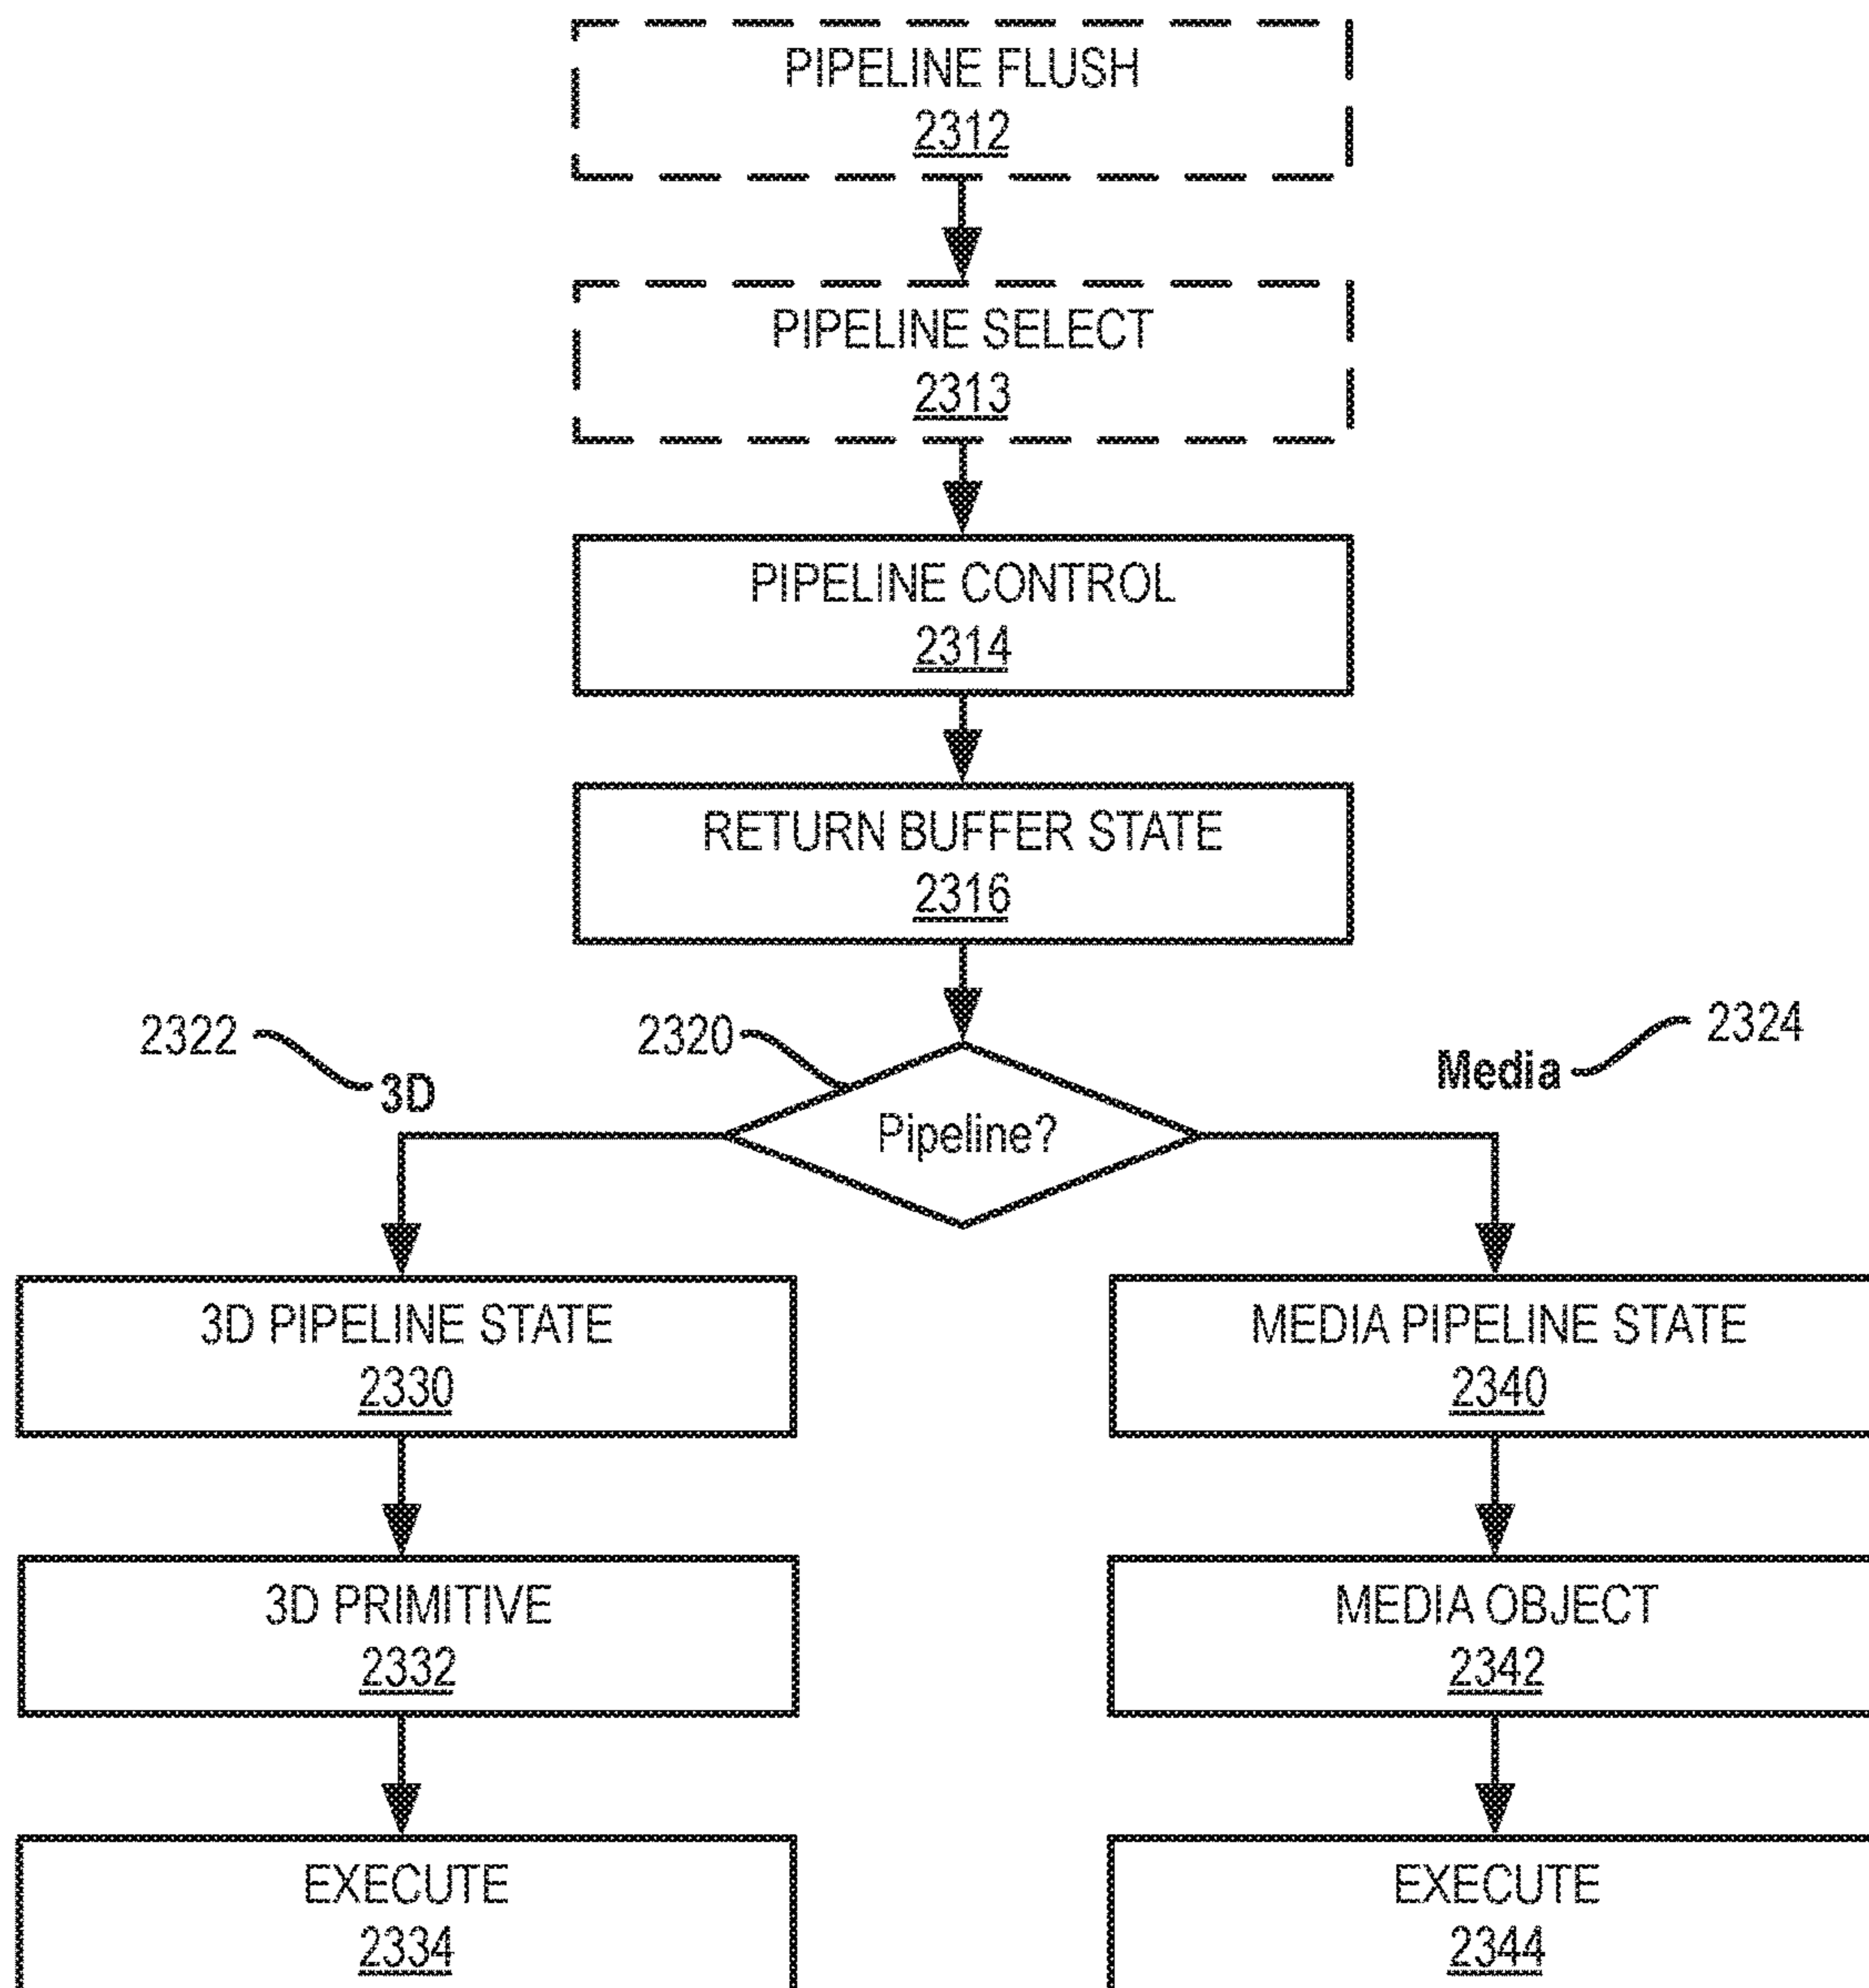 PIPELINE FLUSH
2312
PIPELINE SELECT
2313
PIPELINE CONTROL
2314
RETURN BUFFER STATE
2316
2322
3D
2320
Pipeline?
Media
2324
3D PIPELINE STATE
2330
MEDIA PIPELINE STATE
2340
3D PRIMITIVE
2332
MEDIA OBJECT
2342
EXECUTE
2334
EXECUTE
2344